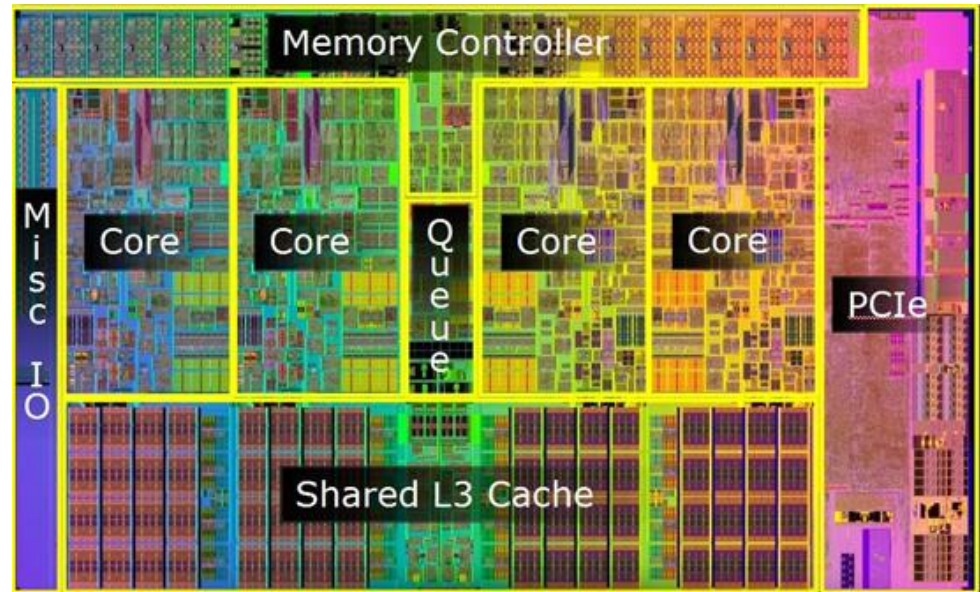 Memory Controller
Misc IO
Core
Core
Queue
Core
Core
PCIe
Shared L3 Cache